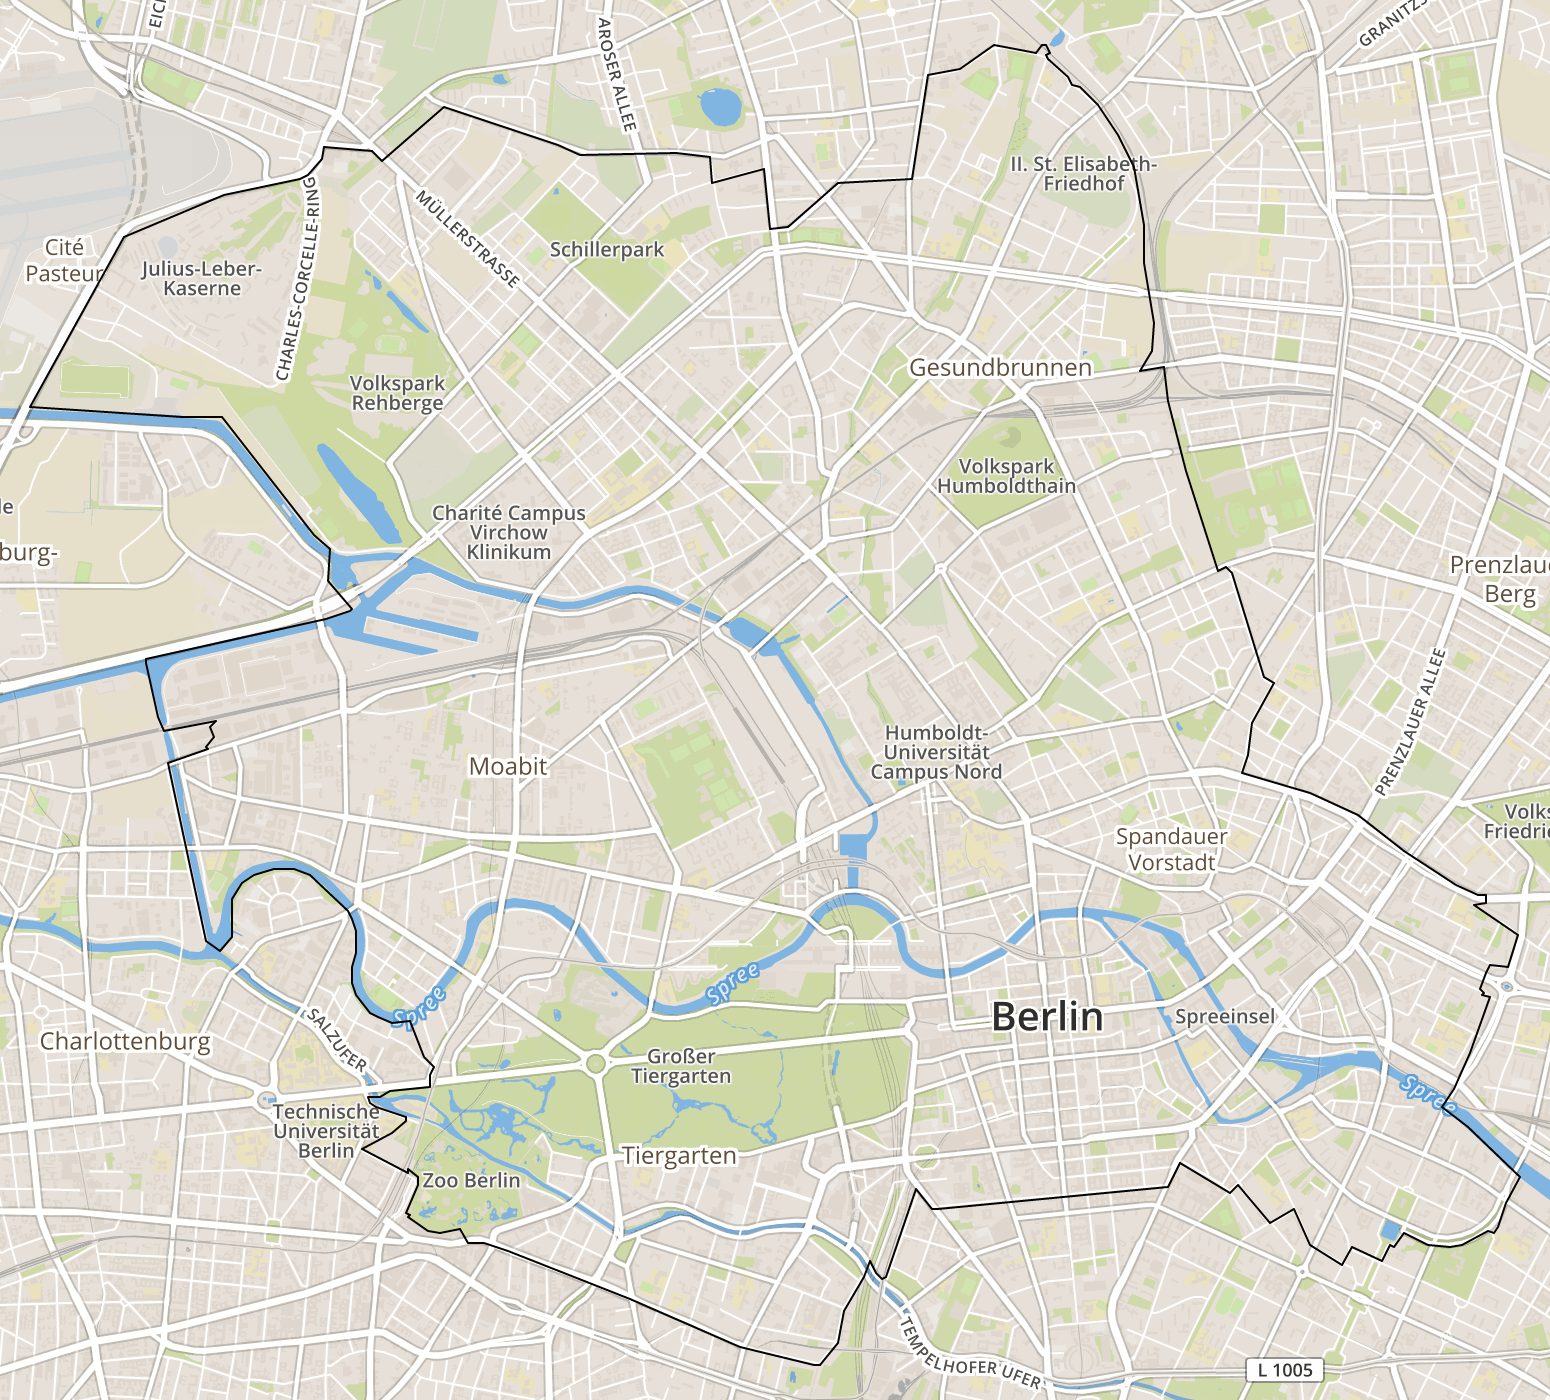 EIC
AROSER ALLEE
GRANITZS
II. St. Elisabeth-
Friedhof
MÜLLERSTRASSE
CHARLES-CORCELLE-RING
Cité
Pasteur
Julius-Leber-
Kaserne
Schillerpark
Gesundbrunnen
Volkspark
Rehberge
Volkspark
Humboldthain
le
burg-
Charité Campus
Virchow
Klinikum
Prenzlaue
Berg
PRENZLAUER ALLEE
Humboldt-
Universität
Campus Nord
Moabit
Spandauer
Vorstadt
Volks
Friedrie
Spree
Spree
Berlin
Spreeinsel
SALZUFER
Charlottenburg
Großer
Tiergarten
Spree
Technische
Universität
Berlin
Tiergarten
Zoo Berlin
TEMPELHOFER UFER
L 1005